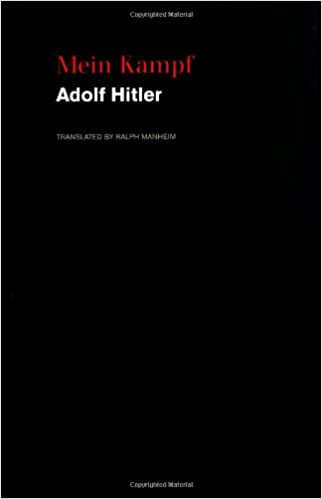 Copyrighted Material
Mein Kampf
Adolf Hitler
TRANSLATED BY RALPH MANHEIM
Copyrighted Material